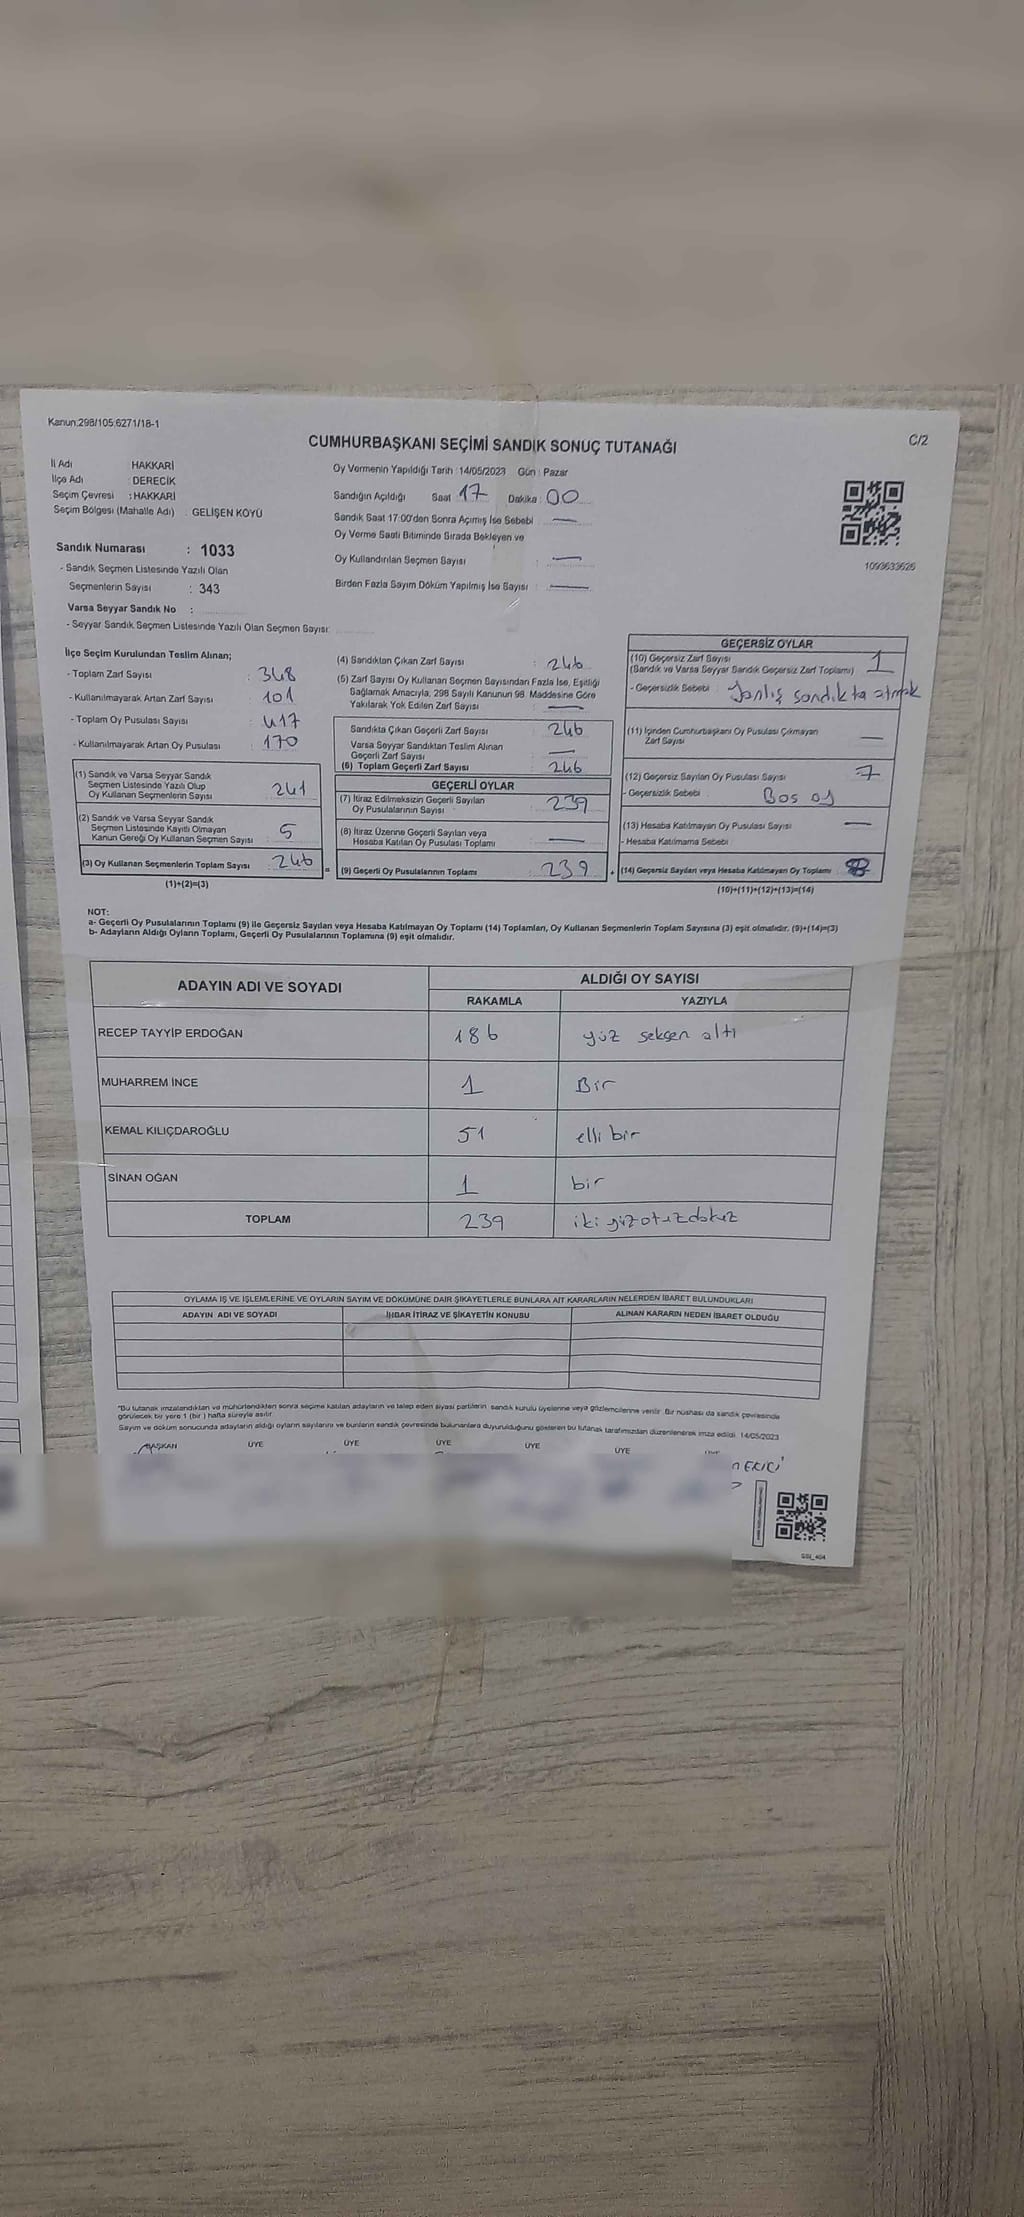 Kanun:298/105;6271/18-1
C/2
CUMHURBAŞKANI SEÇİMİ SANDIK SONUÇ TUTANAĞI
İl Adı HAKKARİ
İlçe Adı DERECİK
Seçim Çevresi : HAKKARİ
Seçim Bölgesi (Mahalle Adı) : GELİŞEN KÖYÜ
Oy Vermenin Yapıldığı Tarih : 14/05/2023 Gün : Pazar
Sandığın Açıldığı Saat 17 Dakika : 00
Sandık Saat 17:00'den Sonra Açımış İse Sebebi —
Oy Verme Saati Bitiminde Sırada Bekleyen ve
Oy Kullandırılan Seçmen Sayısı : —
Birden Fazla Sayım Döküm Yapılmış İse Sayısı : —
1093633626
Sandık Numarası : 1033
- Sandık Seçmen Listesinde Yazılı Olan
Seçmenlerin Sayısı : 343
Varsa Seyyar Sandık No :
- Seyyar Sandık Seçmen Listesinde Yazılı Olan Seçmen Sayısı:
İlçe Seçim Kurulundan Teslim Alınan;
- Toplam Zarf Sayısı : 348
- Kullanılmayarak Artan Zarf Sayısı : 101
- Toplam Oy Pusulası Sayısı : 417
- Kullanılmayarak Artan Oy Pusulası : 170
(1) Sandık ve Varsa Seyyar Sandık
Seçmen Listesinde Yazılı Olup
Oy Kullanan Seçmenlerin Sayısı : 241
(2) Sandık ve Varsa Seyyar Sandık
Seçmen Listesinde Kayıtlı Olmayan
Kanun Gereği Oy Kullanan Seçmen Sayısı : 5
(3) Oy Kullanan Seçmenlerin Toplam Sayısı : 246
(1)+(2)=(3)
(4) Sandıktan Çıkan Zarf Sayısı : 246
(5) Zarf Sayısı Oy Kullanan Seçmen Sayısından Fazla İse, Eşitliği
Sağlamak Amacıyla, 298 Sayılı Kanunun 98. Maddesine Göre
Yakılarak Yok Edilen Zarf Sayısı : —
Sandıkta Çıkan Geçerli Zarf Sayısı : 246
Varsa Seyyar Sandıktan Teslim Alınan
Geçerli Zarf Sayısı : —
(6) Toplam Geçerli Zarf Sayısı : 246
GEÇERLİ OYLAR
(7) İtiraz Edilmeksizin Geçerli Sayılan
Oy Pusulalarının Sayısı : 239
(8) İtiraz Üzerine Geçerli Sayılan veya
Hesaba Katılan Oy Pusulası Toplamı : —
= (9) Geçerli Oy Pusulalarının Toplamı : 239 +
GEÇERSİZ OYLAR
(10) Geçersiz Zarf Sayısı
(Sandık ve Varsa Seyyar Sandık Geçersiz Zarf Toplamı) : 1
- Geçersizlik Sebebi : Yanlış sandıkta atmak
(11) İçinden Cumhurbaşkanı Oy Pusulası Çıkmayan
Zarf Sayısı : —
(12) Geçersiz Sayılan Oy Pusulası Sayısı : 7
- Geçersizlik Sebebi : Bos oy
(13) Hesaba Katılmayan Oy Pusulası Sayısı : —
- Hesaba Katılmama Sebebi :
(14) Geçersiz Sayılan veya Hesaba Katılmayan Oy Toplamı : 8
(10)+(11)+(12)+(13)=(14)
NOT:
a- Geçerli Oy Pusulalarının Toplamı (9) ile Geçersiz Sayılan veya Hesaba Katılmayan Oy Toplamı (14) Toplamları, Oy Kullanan Seçmenlerin Toplam Sayısına (3) eşit olmalıdır. (9)+(14)=(3)
b- Adayların Aldığı Oyların Toplamı, Geçerli Oy Pusulalarının Toplamına (9) eşit olmalıdır.
ADAYIN ADI VE SOYADI ALDIĞI OY SAYISI
RAKAMLA YAZIYLA
RECEP TAYYİP ERDOĞAN 186 yüz seksen altı
MUHARREM İNCE 1 Bir
KEMAL KILIÇDAROĞLU 51 elli bir
SİNAN OĞAN 1 bir
TOPLAM 239 iki yüz otuz dokuz
OYLAMA İŞ VE İŞLEMLERİNE VE OYLARIN SAYIM VE DÖKÜMÜNE DAİR ŞİKAYETLERLE BUNLARA AİT KARARLARIN NELERDEN İBARET BULUNDUKLARI
ADAYIN ADI VE SOYADI İHBAR İTİRAZ VE ŞİKAYETİN KONUSU ALINAN KARARIN NEDEN İBARET OLDUĞU
"Bu tutanak imzalandıktan ve mühürlendikten sonra seçime katılan adayların ve talep eden siyasi partilerin sandık kurulu üyelerine veya gözlemcilerine verilir. Bir nüshası da sandık çevresinde
görülecek bir yere 1 (bir ) hafta süreyle asılır.
Sayım ve döküm sonucunda adayların aldığı oyların sayılarını ve bunların sandık çevresinde bulunanlara duyurulduğunu gösteren bu tutanak tarafımızdan düzenlenerek imza edildi. 14/05/2023
BAŞKAN ÜYE ÜYE ÜYE ÜYE ÜYE
EKİCİ